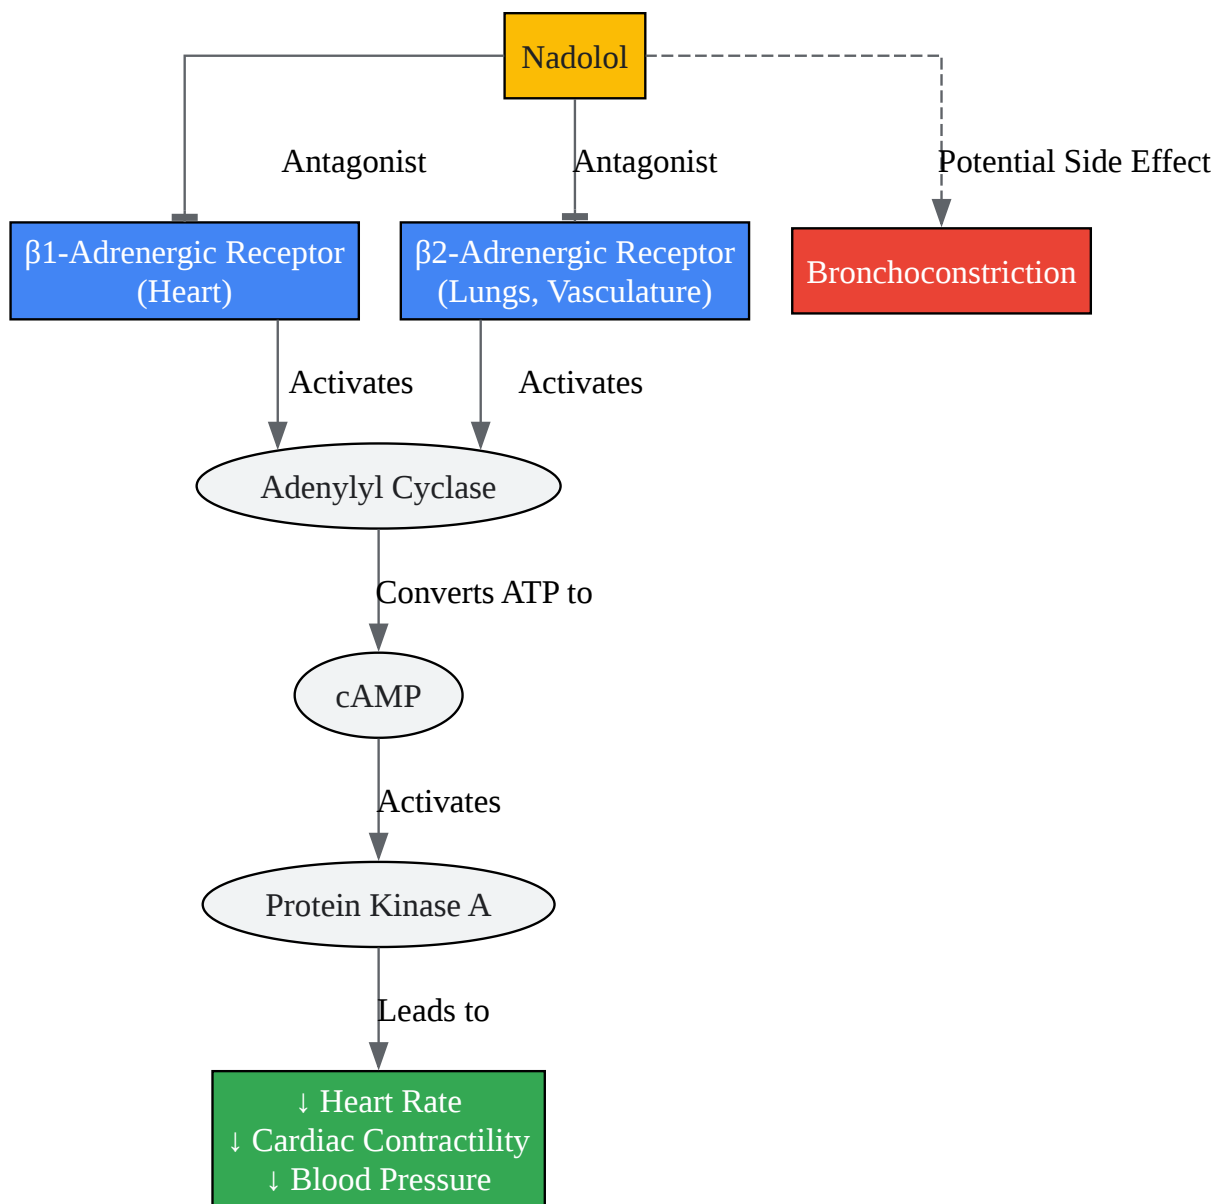 Nadolol
Antagonist
Antagonist
Potential Side Effect
β1-Adrenergic Receptor
(Heart)
β2-Adrenergic Receptor
(Lungs, Vasculature)
Bronchoconstriction
Activates
Activates
Adenylyl Cyclase
Converts ATP to
cAMP
Activates
Protein Kinase A
Leads to
↓ Heart Rate
↓ Cardiac Contractility
↓ Blood Pressure